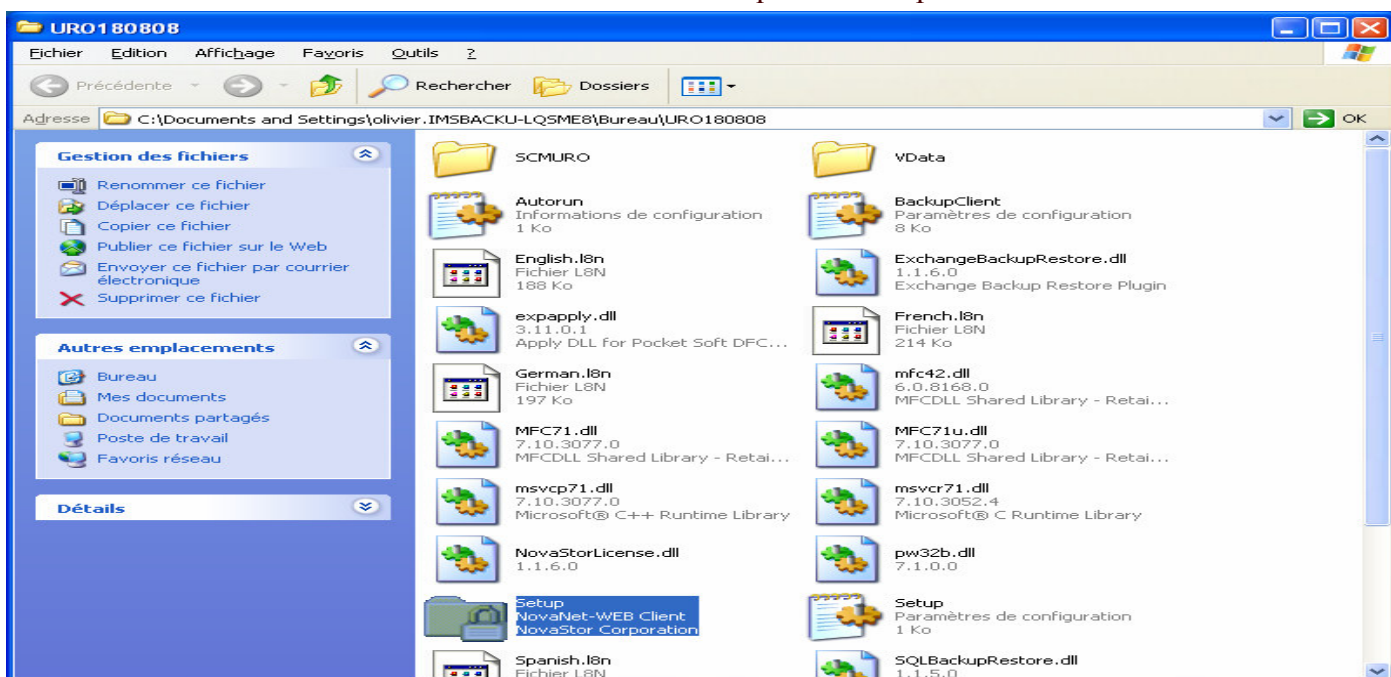 URO180808
Fichier Edition Affichage Favoris Outils ?
Précédente Rechercher Dossiers
Adresse C:\Documents and Settings\olivier.IMSBACKU-LQSME8\Bureau\URO180808 OK
Gestion des fichiers
Renommer ce fichier
Déplacer ce fichier
Copier ce fichier
Publier ce fichier sur le Web
Envoyer ce fichier par courrier
électronique
Supprimer ce fichier
Autres emplacements
Bureau
Mes documents
Documents partagés
Poste de travail
Favoris réseau
Détails
SCMURO
VData
Autorun
Informations de configuration
1 Ko
BackupClient
Paramètres de configuration
8 Ko
English.l8n
Fichier L8N
188 Ko
ExchangeBackupRestore.dll
1.1.6.0
Exchange Backup Restore Plugin
expapply.dll
3.11.0.1
Apply DLL for Pocket Soft DFC...
French.l8n
Fichier L8N
214 Ko
German.l8n
Fichier L8N
197 Ko
mfc42.dll
6.0.8168.0
MFCDLL Shared Library - Retai...
MFC71.dll
7.10.3077.0
MFCDLL Shared Library - Retai...
MFC71u.dll
7.10.3077.0
MFCDLL Shared Library - Retai...
msvcp71.dll
7.10.3077.0
Microsoft® C++ Runtime Library
msvcr71.dll
7.10.3052.4
Microsoft® C Runtime Library
NovaStorLicense.dll
1.1.6.0
pw32b.dll
7.1.0.0
Setup
NovaNet-WEB Client
NovaStor Corporation
Setup
Paramètres de configuration
1 Ko
Spanish.l8n
Fichier L8N
SQLBackupRestore.dll
1.1.5.0